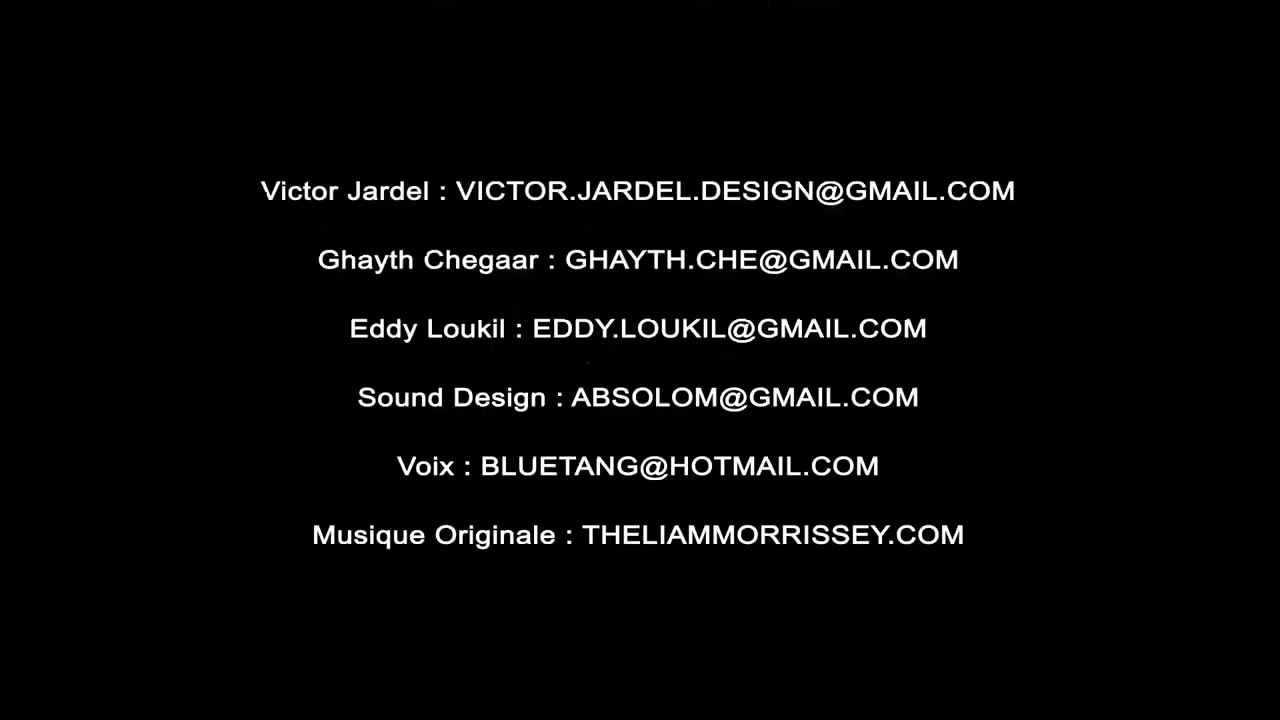 Victor Jardel : VICTOR.JARDEL.DESIGN@GMAIL.COM
Ghayth Chegaar : GHAYTH.CHE@GMAIL.COM
Eddy Loukil : EDDY.LOUKIL@GMAIL.COM
Sound Design : ABSOLOM@GMAIL.COM
Voix : BLUETANG@HOTMAIL.COM
Musique Originale : THELIAMMORRISSEY.COM